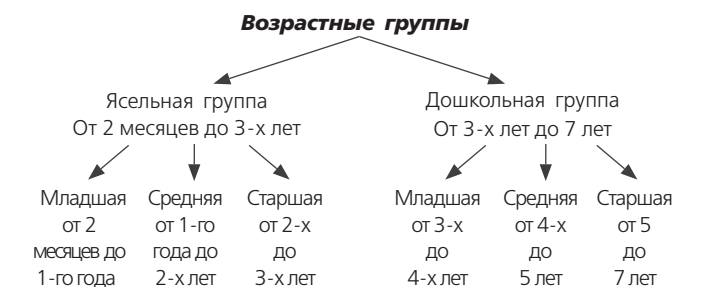 Возрастные группы
Ясельная группа
От 2 месяцев до 3-х лет
Дошкольная группа
От 3-х лет до 7 лет
Младшая
от 2
месяцев до
1-го года
Средняя
от 1-го
года до
2-х лет
Старшая
от 2-х
до
3-х лет
Младшая
от 3-х
до
4-х лет
Средняя
от 4-х
до
5 лет
Старшая
от 5
до
7 лет